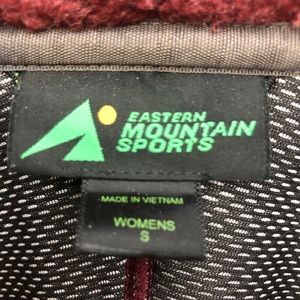 EASTERN
MOUNTAIN
SPORTS
MADE IN VIETNAM
WOMENS
S